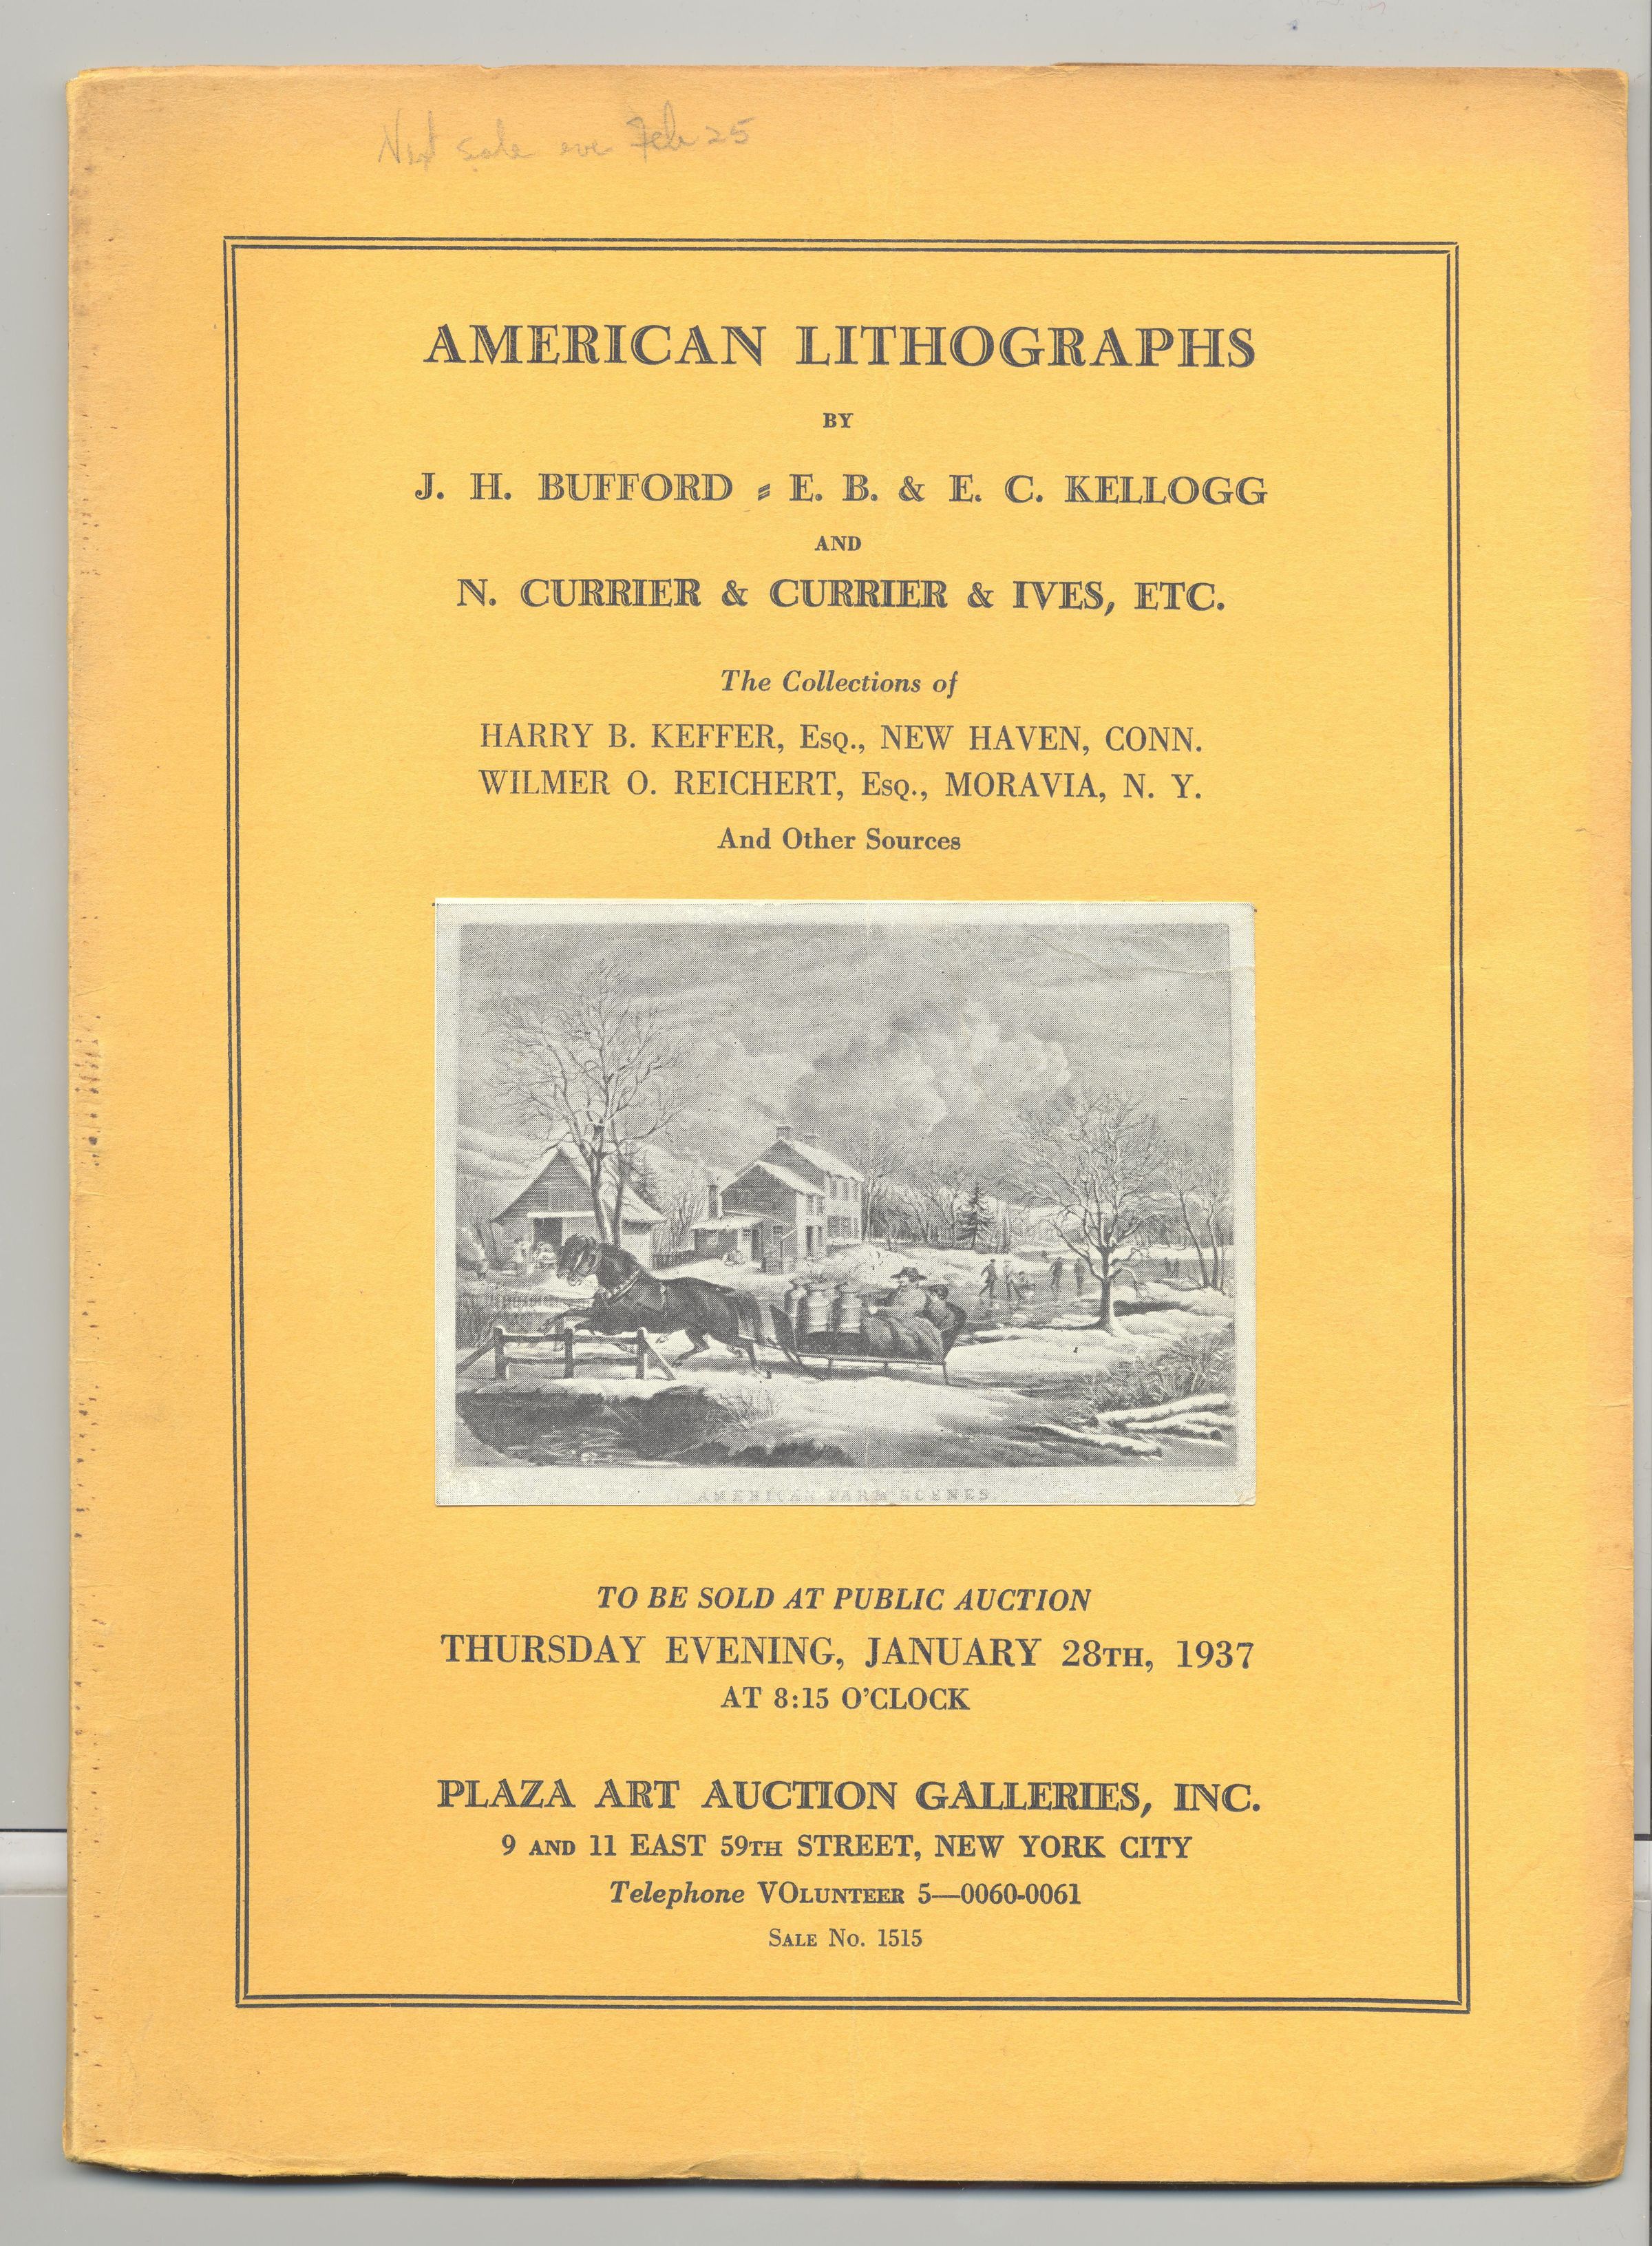 Next sale eve Feb 25
AMERICAN LITHOGRAPHS
BY
J. H. BUFFORD - E. B. & E. C. KELLOGG
AND
N. CURRIER & CURRIER & IVES, ETC.
The Collections of
HARRY B. KEFFER, ESQ., NEW HAVEN, CONN.
WILMER O. REICHERT, ESQ., MORAVIA, N. Y.
And Other Sources
AMERICAN FARM SCENES.
TO BE SOLD AT PUBLIC AUCTION
THURSDAY EVENING, JANUARY 28TH, 1937
AT 8:15 O'CLOCK
PLAZA ART AUCTION GALLERIES, INC.
9 AND 11 EAST 59TH STREET, NEW YORK CITY
Telephone VOLUNTEER 5—0060-0061
SALE NO. 1515